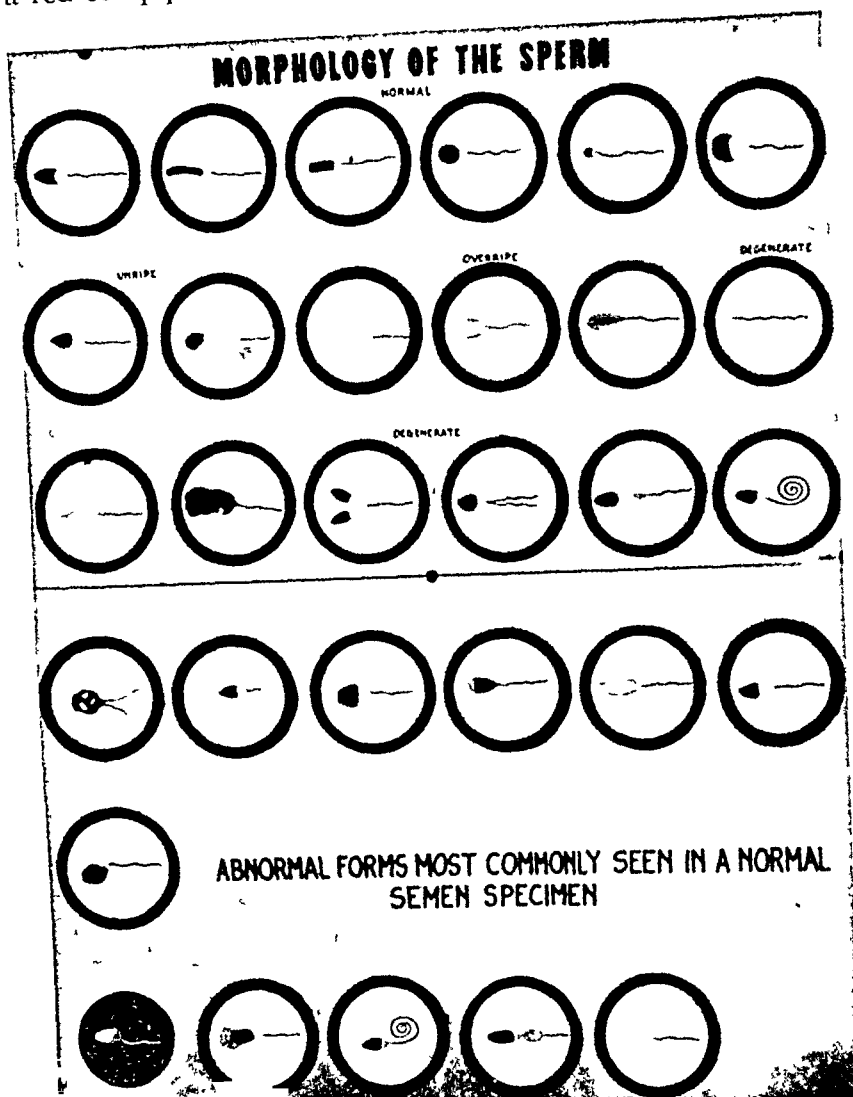 MORPHOLOGY OF THE SPERM
NORMAL
UNRIPE
OVERRIPE
DEGENERATE
DEGENERATE
ABNORMAL FORMS MOST COMMONLY SEEN IN A NORMAL
SEMEN SPECIMEN